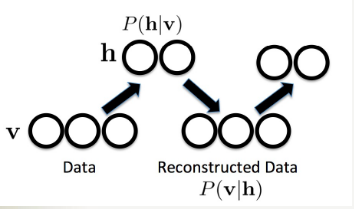 P(h|v)
h
v
Data
Reconstructed Data
P(v|h)